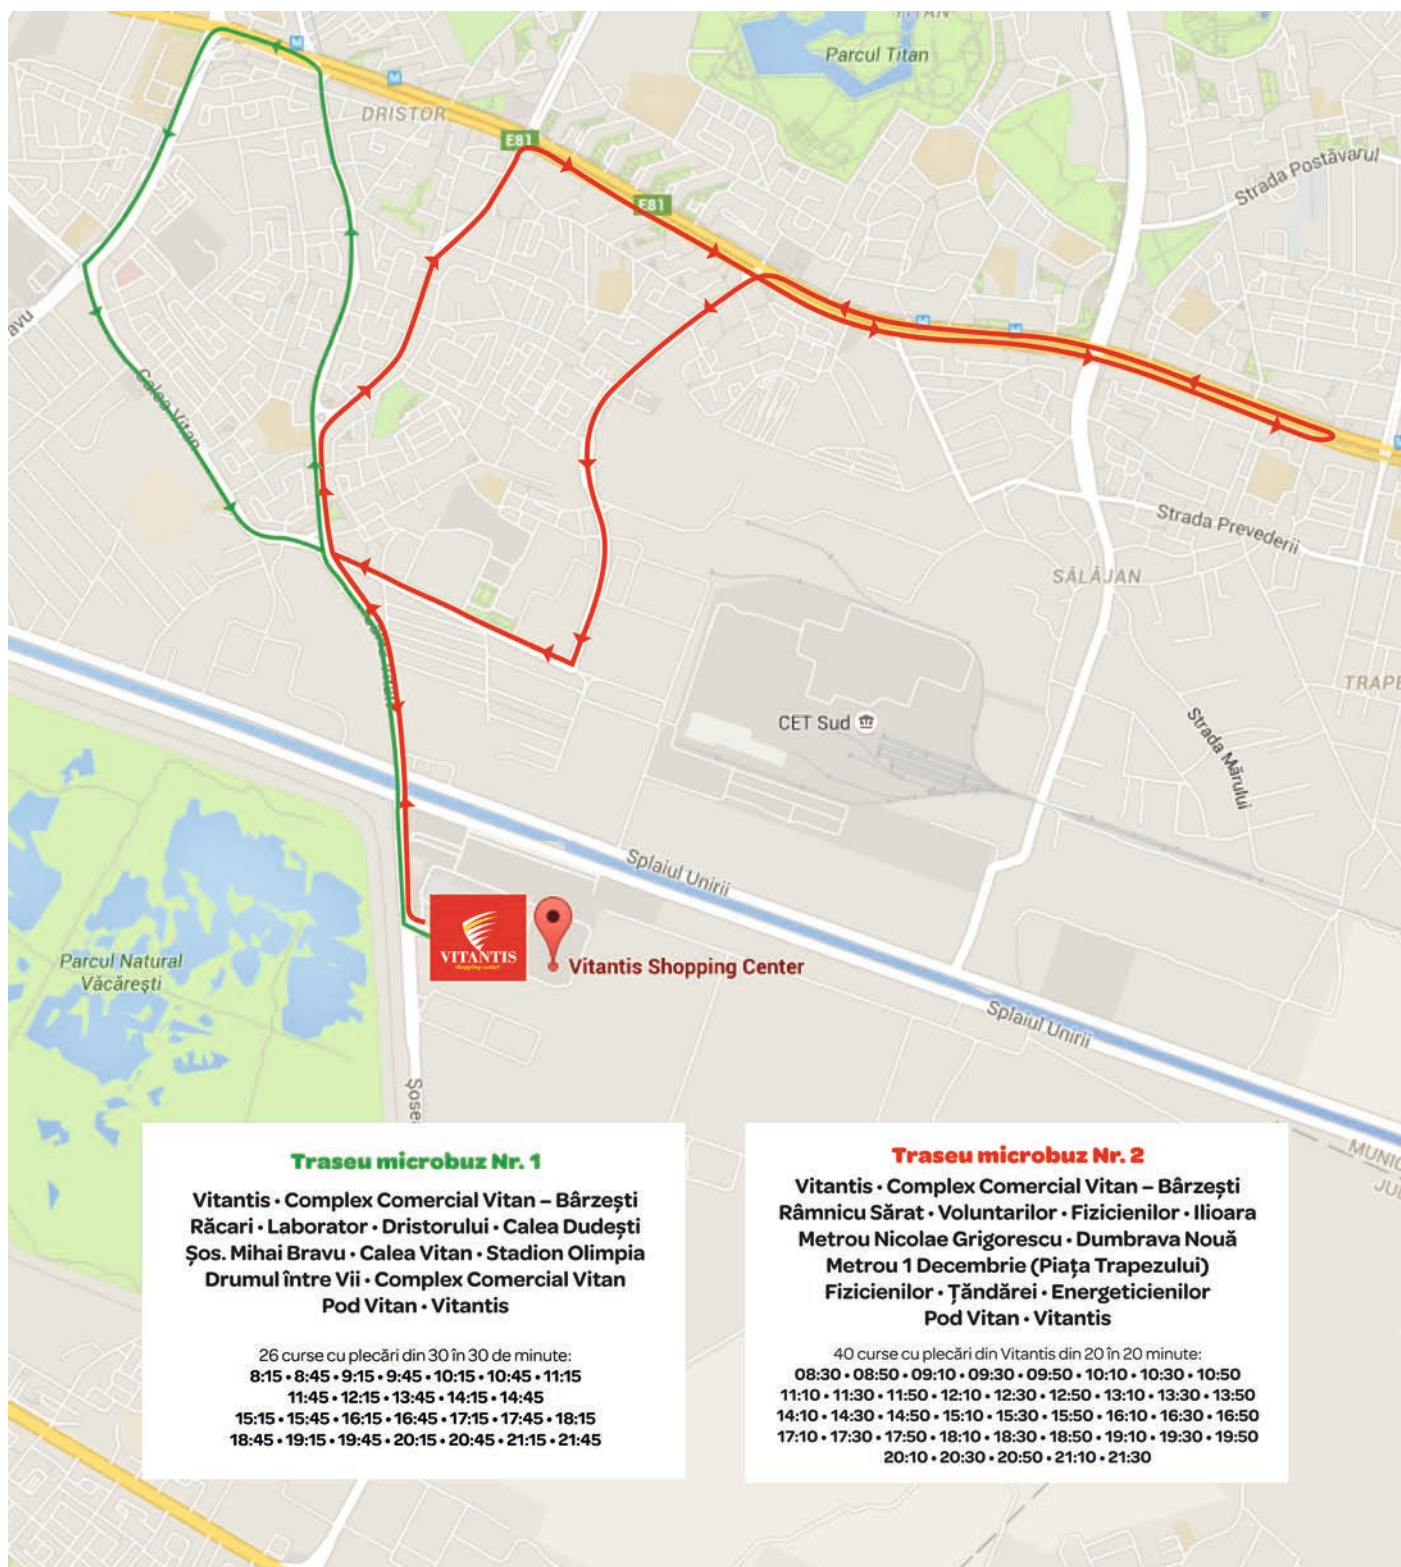 TITAN
Parcul Titan
DRISTOR
E81
Strada Postăvarul
E81
avu
Calea Vitan
Strada Prevederii
SĂLĂJAN
TRAPE
CET Sud
Strada Mărului
Splaiul Unirii
VITANTIS
shopping center
Vitantis Shopping Center
Parcul Natural
Văcărești
Splaiul Unirii
Șosea
MUNIC
JUD
Traseu microbuz Nr. 1
Vitantis • Complex Comercial Vitan – Bârzești
Răcari • Laborator • Dristorului • Calea Dudești
Șos. Mihai Bravu • Calea Vitan • Stadion Olimpia
Drumul între Vii • Complex Comercial Vitan
Pod Vitan • Vitantis
26 curse cu plecări din 30 în 30 de minute:
8:15 • 8:45 • 9:15 • 9:45 • 10:15 • 10:45 • 11:15
11:45 • 12:15 • 13:45 • 14:15 • 14:45
15:15 • 15:45 • 16:15 • 16:45 • 17:15 • 17:45 • 18:15
18:45 • 19:15 • 19:45 • 20:15 • 20:45 • 21:15 • 21:45
Traseu microbuz Nr. 2
Vitantis • Complex Comercial Vitan – Bârzești
Râmnicu Sărat • Voluntarilor • Fizicienilor • Ilioara
Metrou Nicolae Grigorescu • Dumbrava Nouă
Metrou 1 Decembrie (Piața Trapezului)
Fizicienilor • Țăndărei • Energeticienilor
Pod Vitan • Vitantis
40 curse cu plecări din Vitantis din 20 în 20 minute:
08:30 • 08:50 • 09:10 • 09:30 • 09:50 • 10:10 • 10:30 • 10:50
11:10 • 11:30 • 11:50 • 12:10 • 12:30 • 12:50 • 13:10 • 13:30 • 13:50
14:10 • 14:30 • 14:50 • 15:10 • 15:30 • 15:50 • 16:10 • 16:30 • 16:50
17:10 • 17:30 • 17:50 • 18:10 • 18:30 • 18:50 • 19:10 • 19:30 • 19:50
20:10 • 20:30 • 20:50 • 21:10 • 21:30